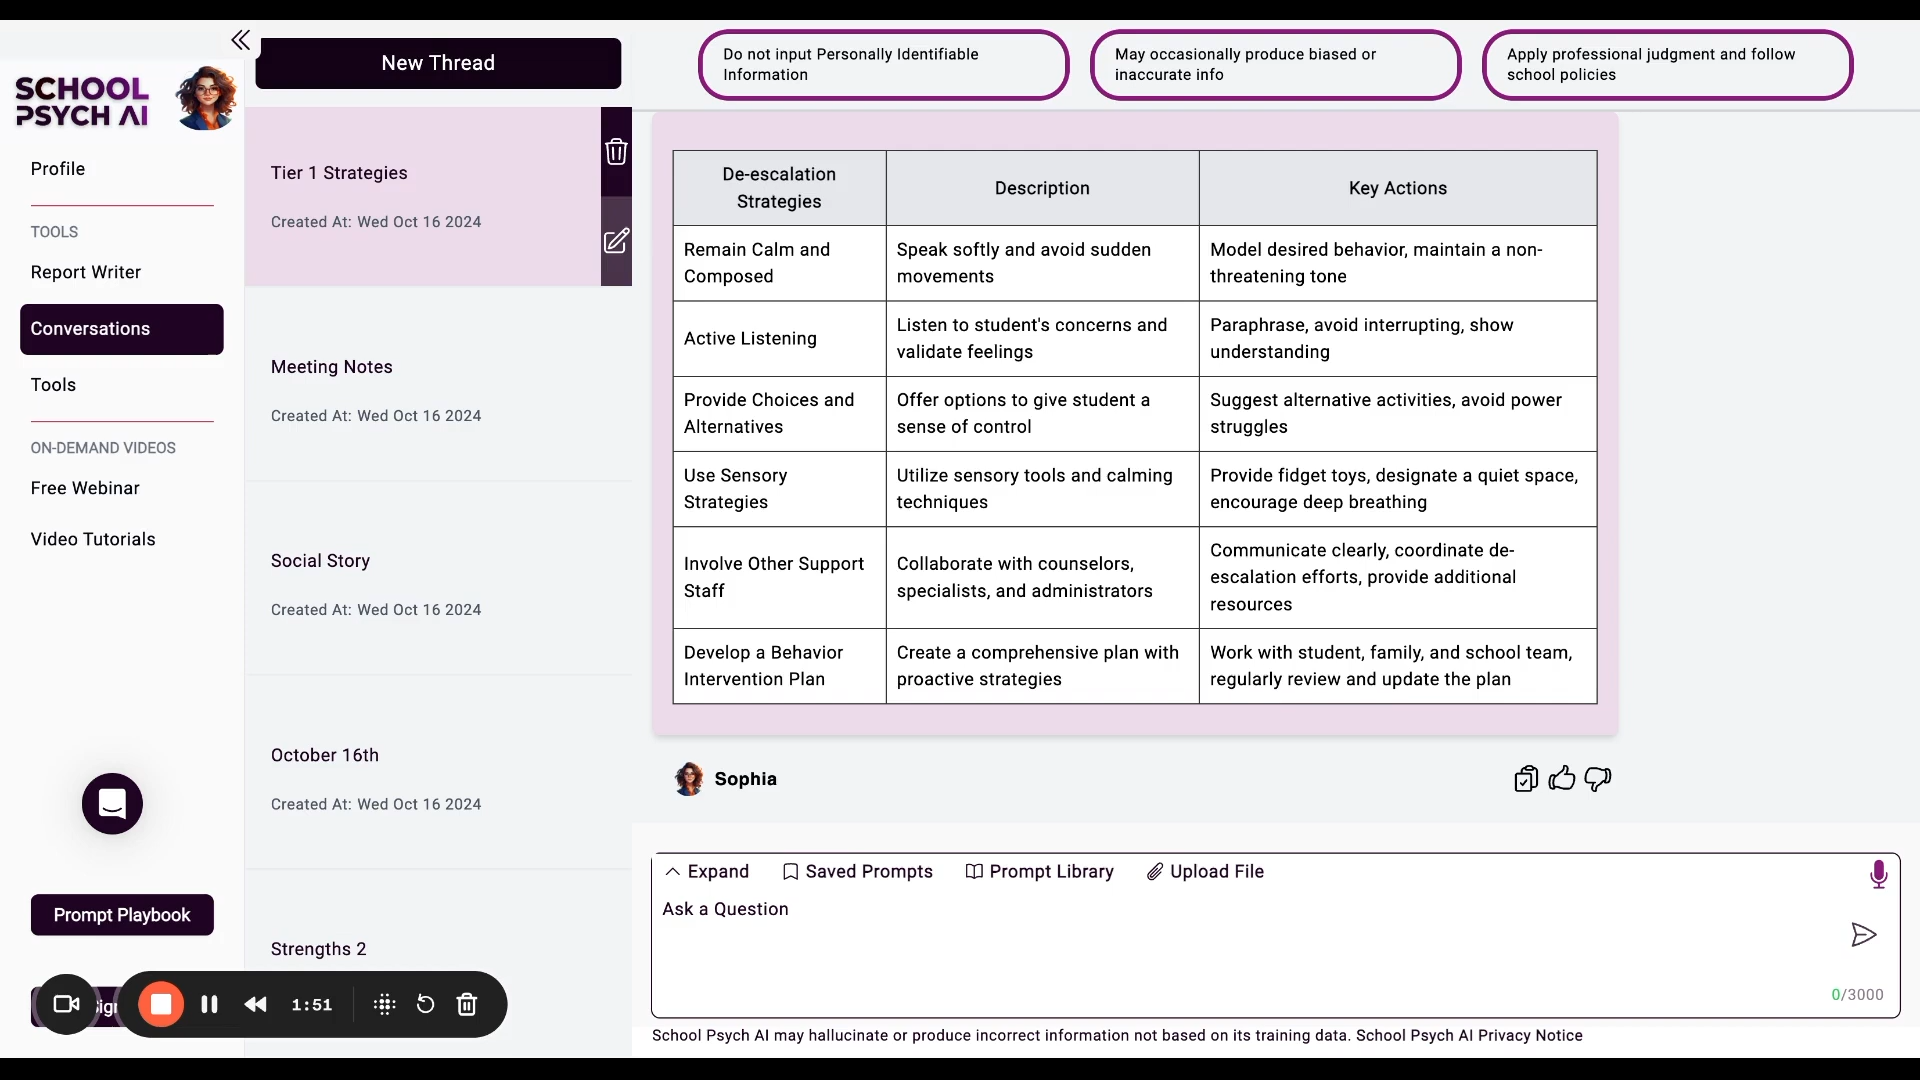 SCHOOL
PSYCH AI
Profile
TOOLS
Report Writer
Conversations
Tools
ON-DEMAND VIDEOS
Free Webinar
Video Tutorials
Prompt Playbook
Sign
New Thread
Tier 1 Strategies
Created At: Wed Oct 16 2024
Meeting Notes
Created At: Wed Oct 16 2024
Social Story
Created At: Wed Oct 16 2024
October 16th
Created At: Wed Oct 16 2024
Strengths 2
1:51
Do not input Personally Identifiable
Information
May occasionally produce biased or
inaccurate info
Apply professional judgment and follow
school policies
De-escalation
Strategies
Description
Key Actions
Remain Calm and
Composed
Speak softly and avoid sudden
movements
Model desired behavior, maintain a non-
threatening tone
Active Listening
Listen to student's concerns and
validate feelings
Paraphrase, avoid interrupting, show
understanding
Provide Choices and
Alternatives
Offer options to give student a
sense of control
Suggest alternative activities, avoid power
struggles
Use Sensory
Strategies
Utilize sensory tools and calming
techniques
Provide fidget toys, designate a quiet space,
encourage deep breathing
Involve Other Support
Staff
Collaborate with counselors,
specialists, and administrators
Communicate clearly, coordinate de-
escalation efforts, provide additional
resources
Develop a Behavior
Intervention Plan
Create a comprehensive plan with
proactive strategies
Work with student, family, and school team,
regularly review and update the plan
Sophia
Expand
Saved Prompts
Prompt Library
Upload File
Ask a Question
0/3000
School Psych AI may hallucinate or produce incorrect information not based on its training data. School Psych AI Privacy Notice